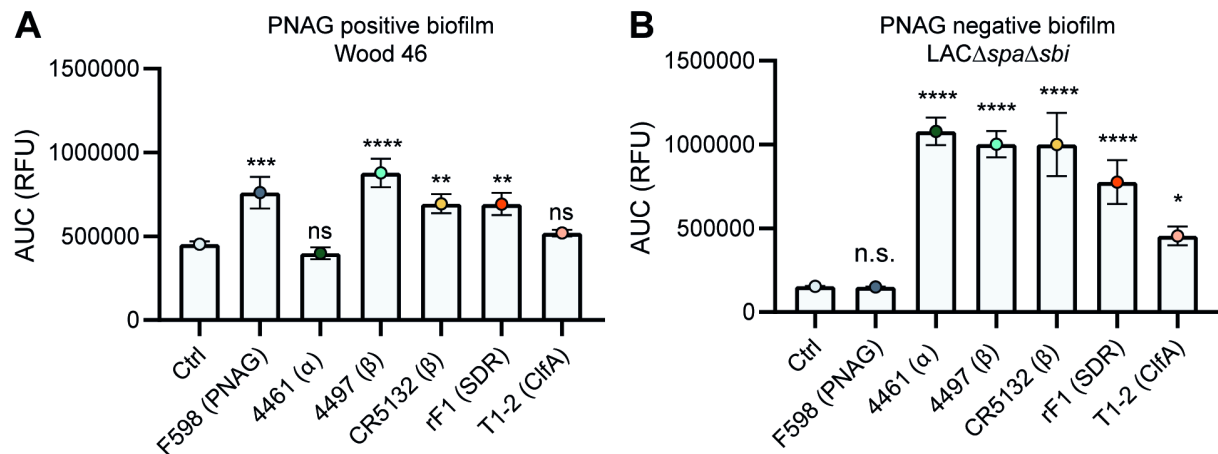 A
PNAG positive biofilm
Wood 46
AUC (RFU)
1500000
1000000
500000
0
***
ns
****
**
**
ns
Ctrl
F598 (PNAG)
4461 (α)
4497 (β)
CR5132 (β)
rF1 (SDR)
T1-2 (ClfA)
B
PNAG negative biofilm
LACΔspaΔsbi
AUC (RFU)
1500000
1000000
500000
0
n.s.
****
****
****
****
*
Ctrl
F598 (PNAG)
4461 (α)
4497 (β)
CR5132 (β)
rF1 (SDR)
T1-2 (ClfA)